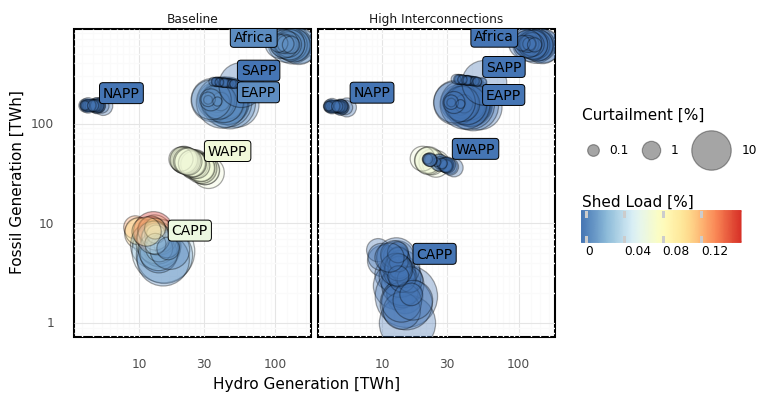 Baseline
High Interconnections
Africa
SAPP
EAPP
NAPP
WAPP
CAPP
Africa
SAPP
EAPP
NAPP
WAPP
CAPP
Fossil Generation [TWh]
100
10
1
10
30
100
10
30
100
Hydro Generation [TWh]
Curtailment [%]
0.1
1
10
Shed Load [%]
0
0.04
0.08
0.12